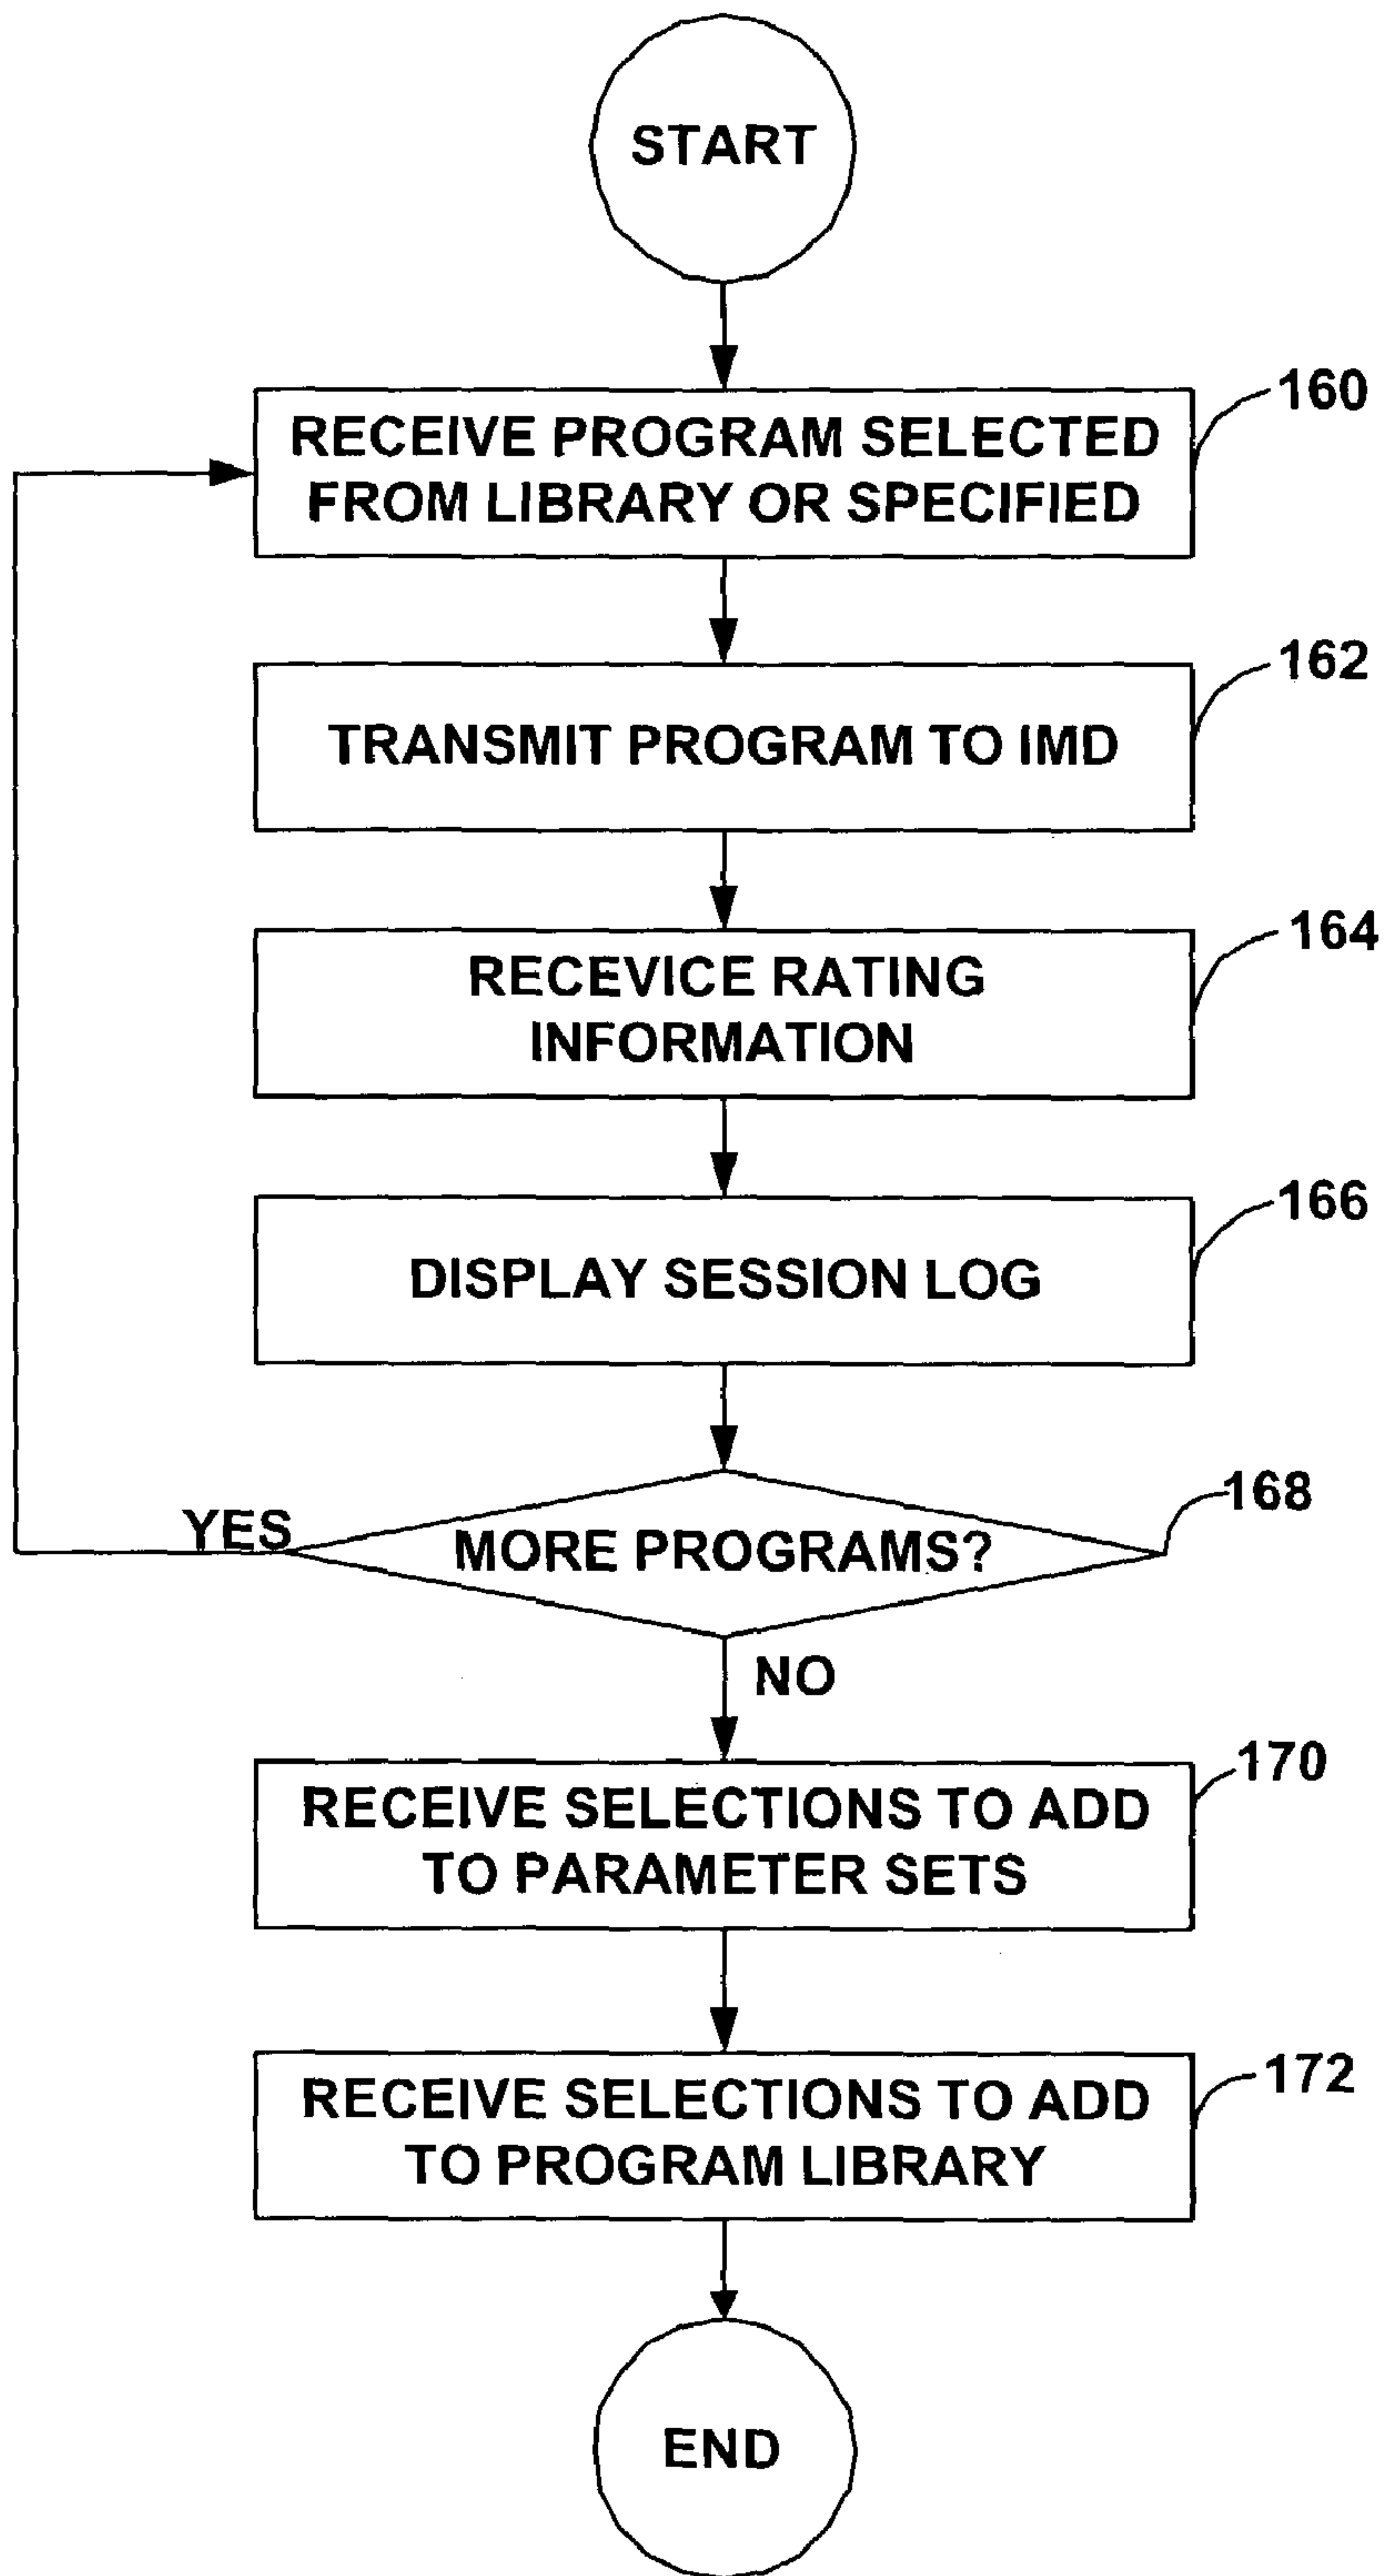 START
160
RECEIVE PROGRAM SELECTED
FROM LIBRARY OR SPECIFIED
162
TRANSMIT PROGRAM TO IMD
164
RECEVICE RATING
INFORMATION
166
DISPLAY SESSION LOG
168
YES
MORE PROGRAMS?
NO
170
RECEIVE SELECTIONS TO ADD
TO PARAMETER SETS
172
RECEIVE SELECTIONS TO ADD
TO PROGRAM LIBRARY
END